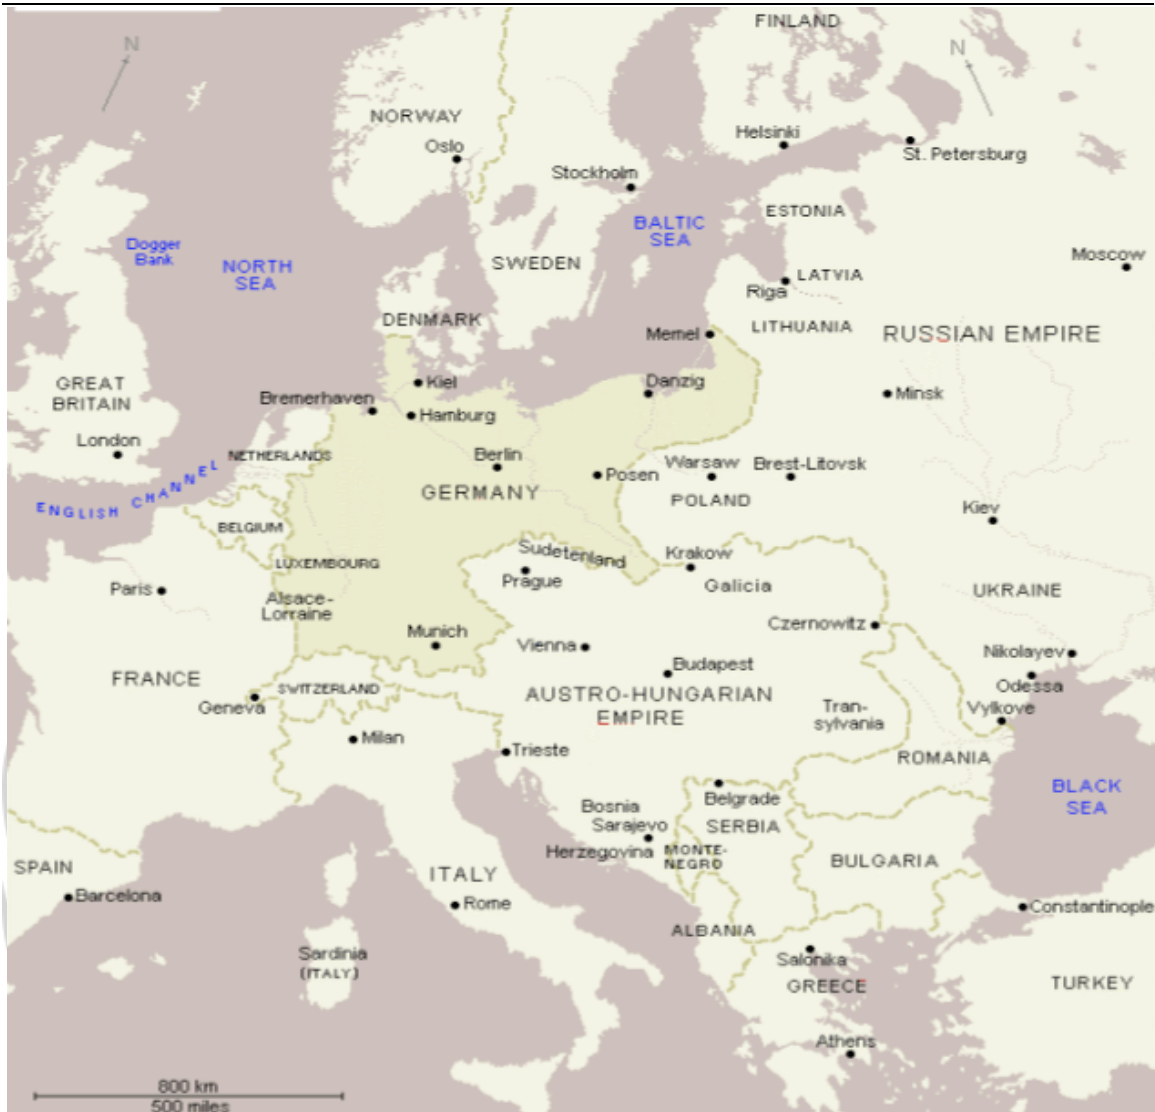 FINLAND
N
N
NORWAY
Oslo
Helsinki
St. Petersburg
Stockholm
ESTONIA
BALTIC
SEA
Dogger
Bank
NORTH
SEA
SWEDEN
Moscow
LATVIA
Riga
DENMARK
LITHUANIA
Memel
RUSSIAN EMPIRE
GREAT
BRITAIN
Kiel
Danzig
Bremerhaven
Minsk
Hamburg
London
NETHERLANDS
Berlin
Warsaw
Brest-Litovsk
Posen
ENGLISH CHANNEL
GERMANY
POLAND
Kiev
BELGIUM
Sudetenland
Krakow
LUXEMBOURG
Prague
Galicia
Paris
Alsace-
Lorraine
UKRAINE
Munich
Czernowitz
Vienna
Nikolayev
Budapest
FRANCE
SWITZERLAND
Odessa
Geneva
AUSTRO-HUNGARIAN
EMPIRE
Tran-
sylvania
Vylkove
Milan
Trieste
ROMANIA
BLACK
SEA
Belgrade
Bosnia
Sarajevo
SERBIA
Herzegovina
MONTE-
NEGRO
BULGARIA
SPAIN
ITALY
Barcelona
Rome
Constantinople
ALBANIA
Sardinia
(ITALY)
Salonika
GREECE
TURKEY
Athens
800 km
500 miles